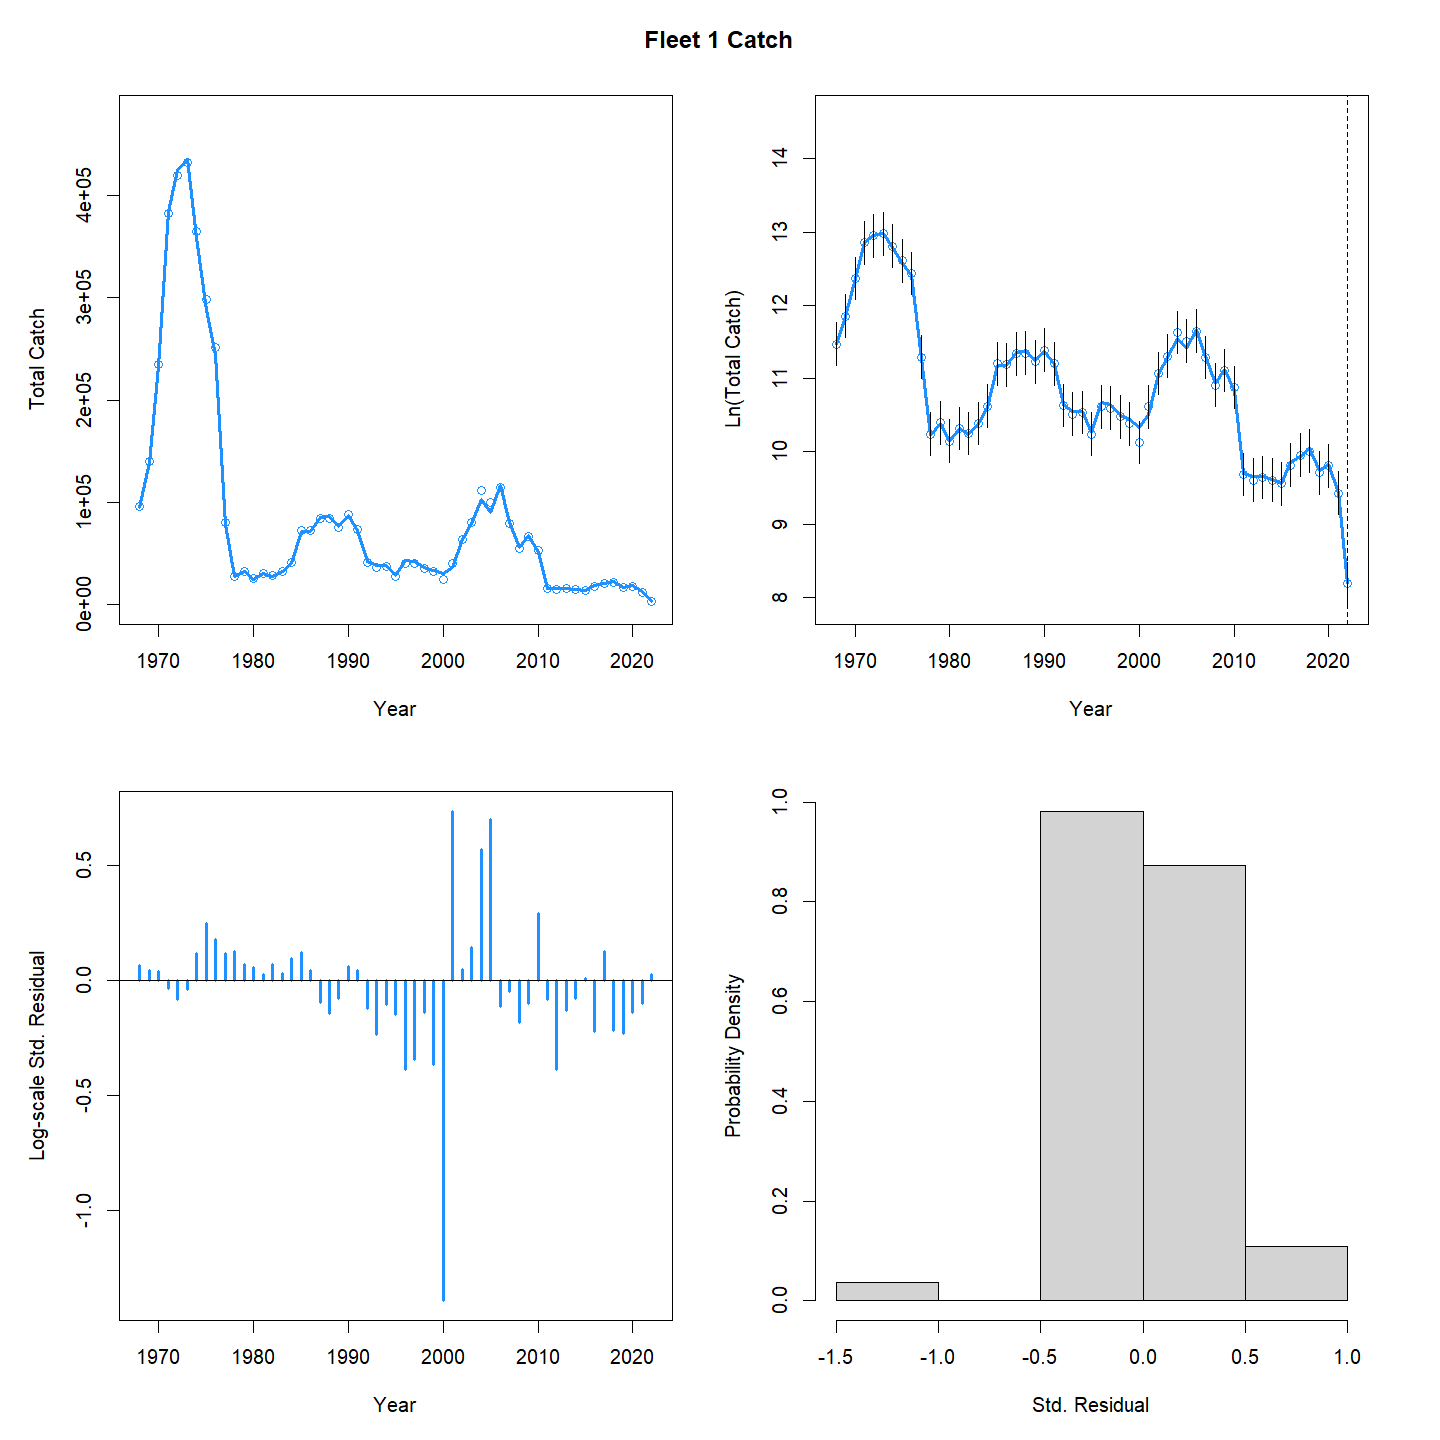 Fleet 1 Catch
Total Catch
4e+05
3e+05
2e+05
1e+05
0e+00
1970 1980 1990 2000 2010 2020
Year
Ln(Total Catch)
14
13
12
11
10
9
8
1970 1980 1990 2000 2010 2020
Year
Log-scale Std. Residual
0.5
0.0
-0.5
-1.0
1970 1980 1990 2000 2010 2020
Year
Probability Density
1.0
0.8
0.6
0.4
0.2
0.0
-1.5 -1.0 -0.5 0.0 0.5 1.0
Std. Residual